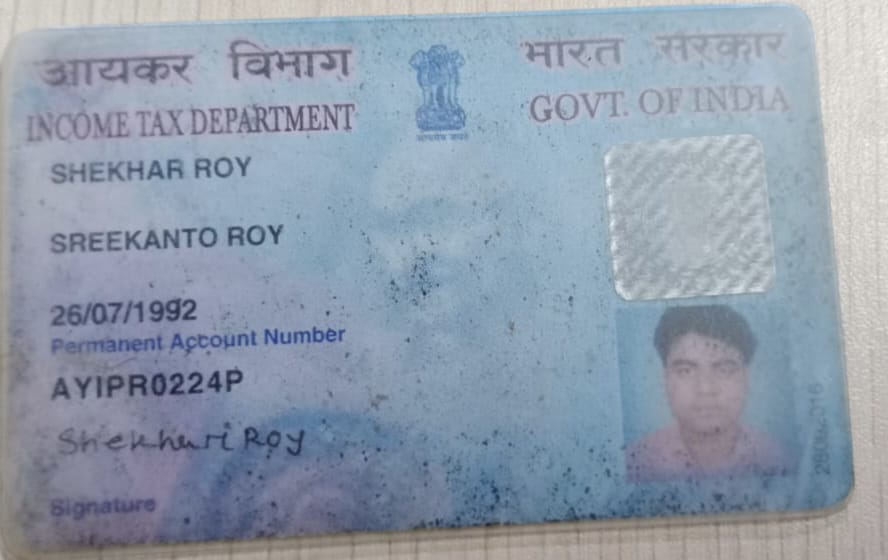 आयकर विभाग
भारत सरकार
INCOME TAX DEPARTMENT
GOVT. OF INDIA
सत्यमेव जयते
SHEKHAR ROY
SREEKANTO ROY
26/07/1992
Permanent Account Number
AYIPR0224P
Shekhari Roy
Signature